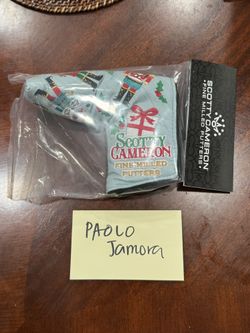 SCOTTY
CAMERON
FINE MILLED
PUTTERS
SCOTTY CAMERON
FINE MILLED PUTTERS
PAOLO
Jamora